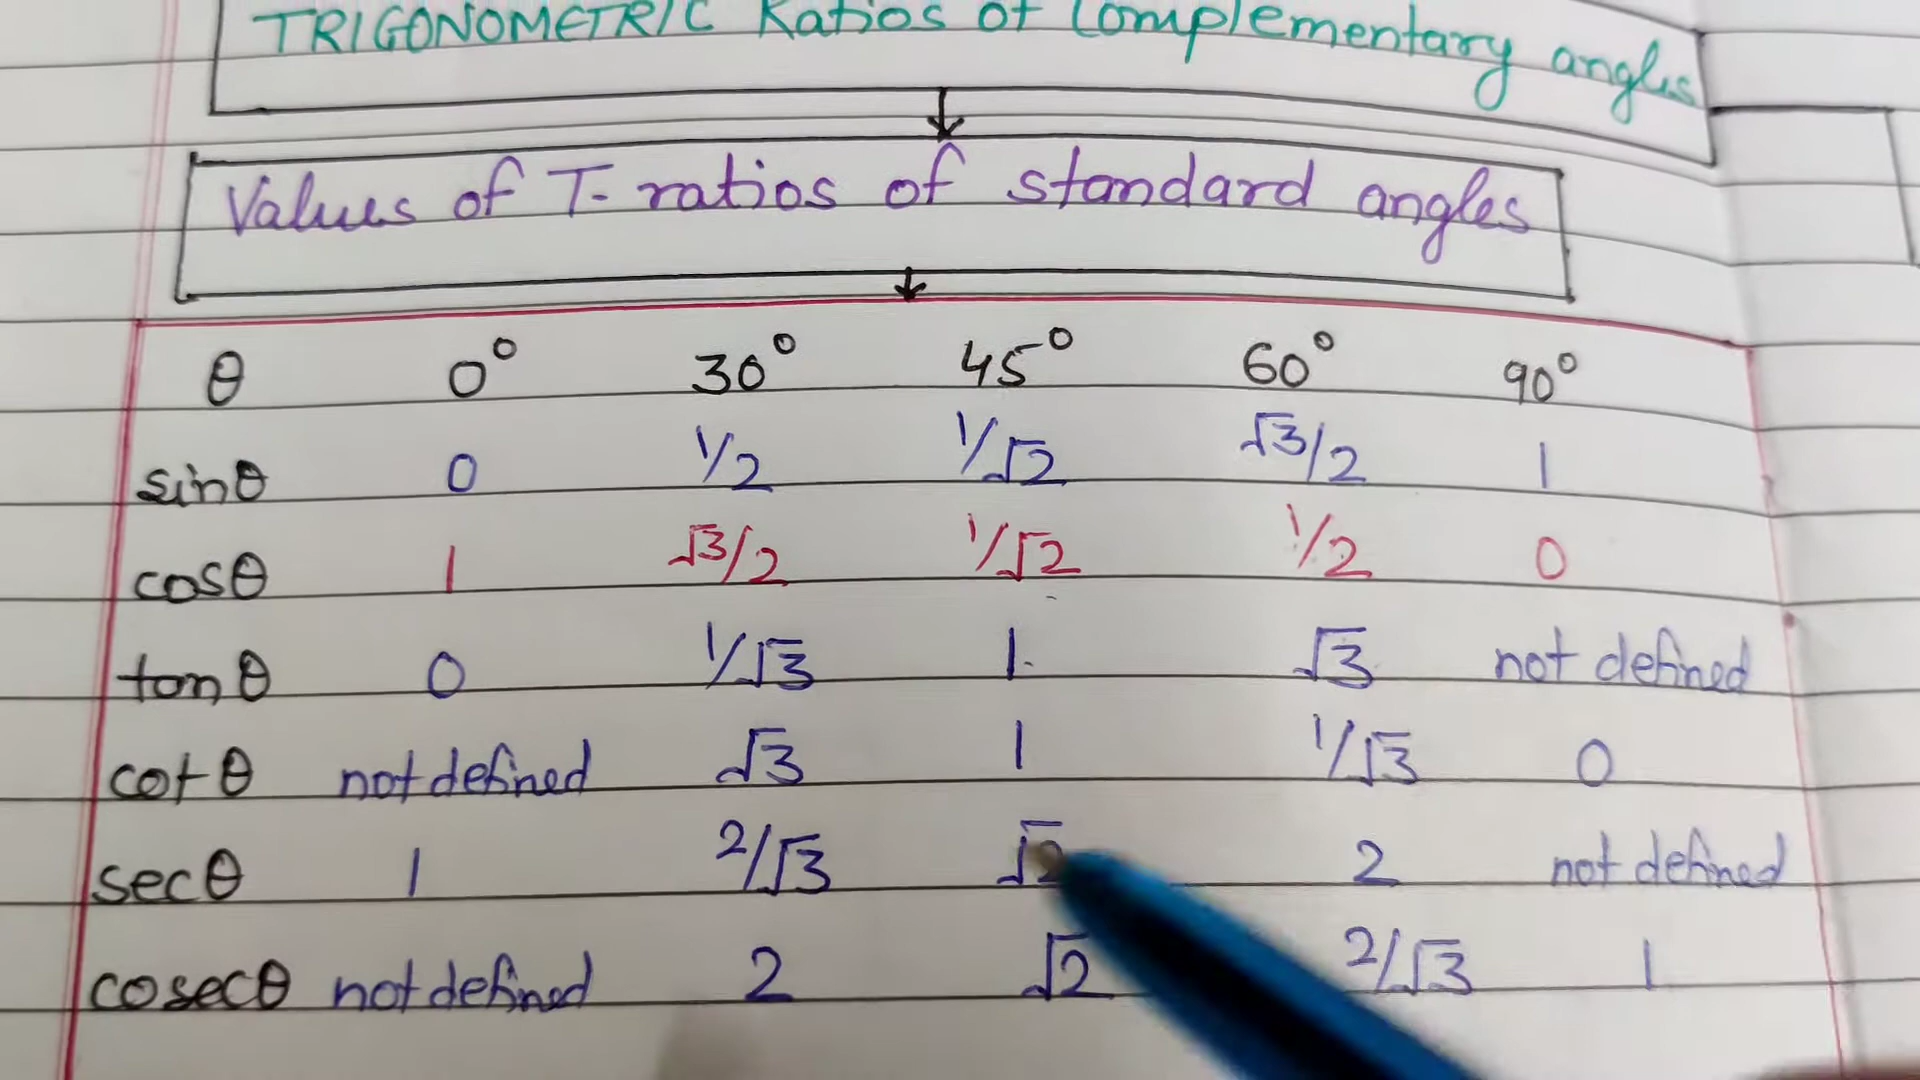 TRIGONOMETRIC Ratios of Complementary angles
Values of T-ratios of standard angles
θ 0° 30° 45° 60° 90°
sinθ 0 1/2 1/√2 √3/2 1
cosθ 1 √3/2 1/√2 1/2 0
tanθ 0 1/√3 1 √3 not defined
cotθ not defined √3 1 1/√3 0
secθ 1 2/√3 √2 2 not defined
cosecθ not defined 2 √2 2/√3 1